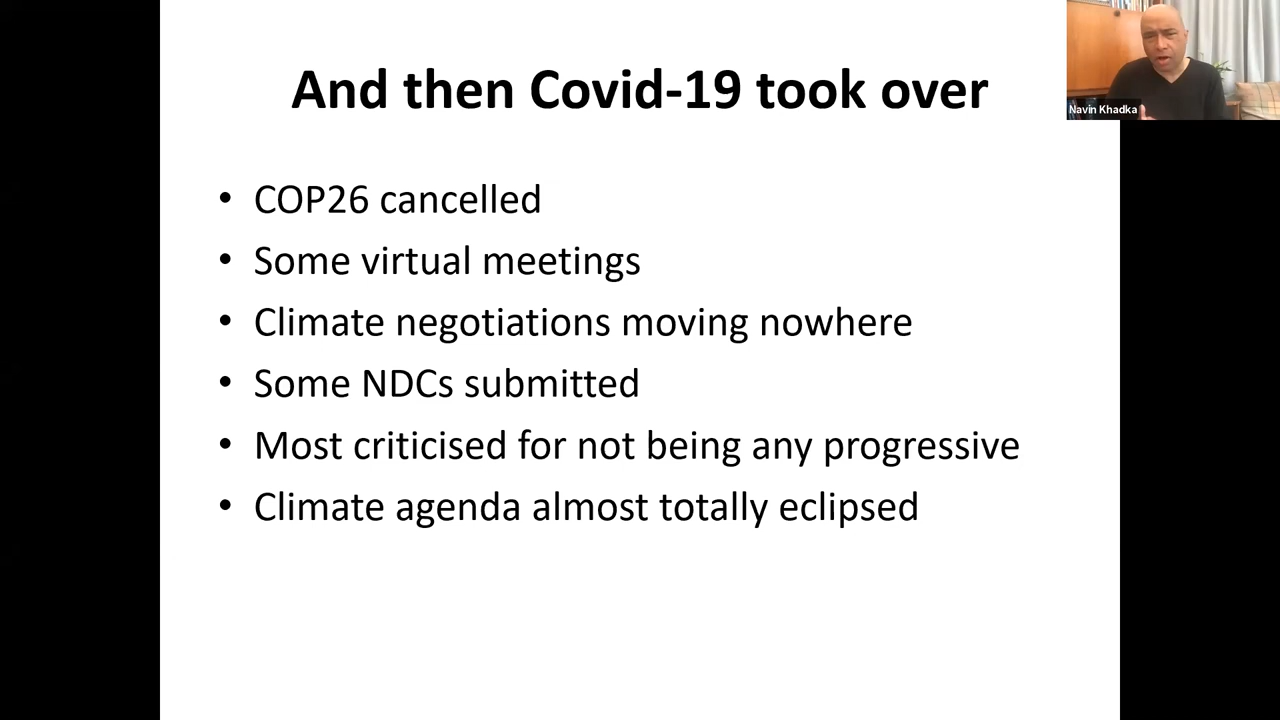 And then Covid-19 took over
Navin Khadka
• COP26 cancelled
• Some virtual meetings
• Climate negotiations moving nowhere
• Some NDCs submitted
• Most criticised for not being any progressive
• Climate agenda almost totally eclipsed